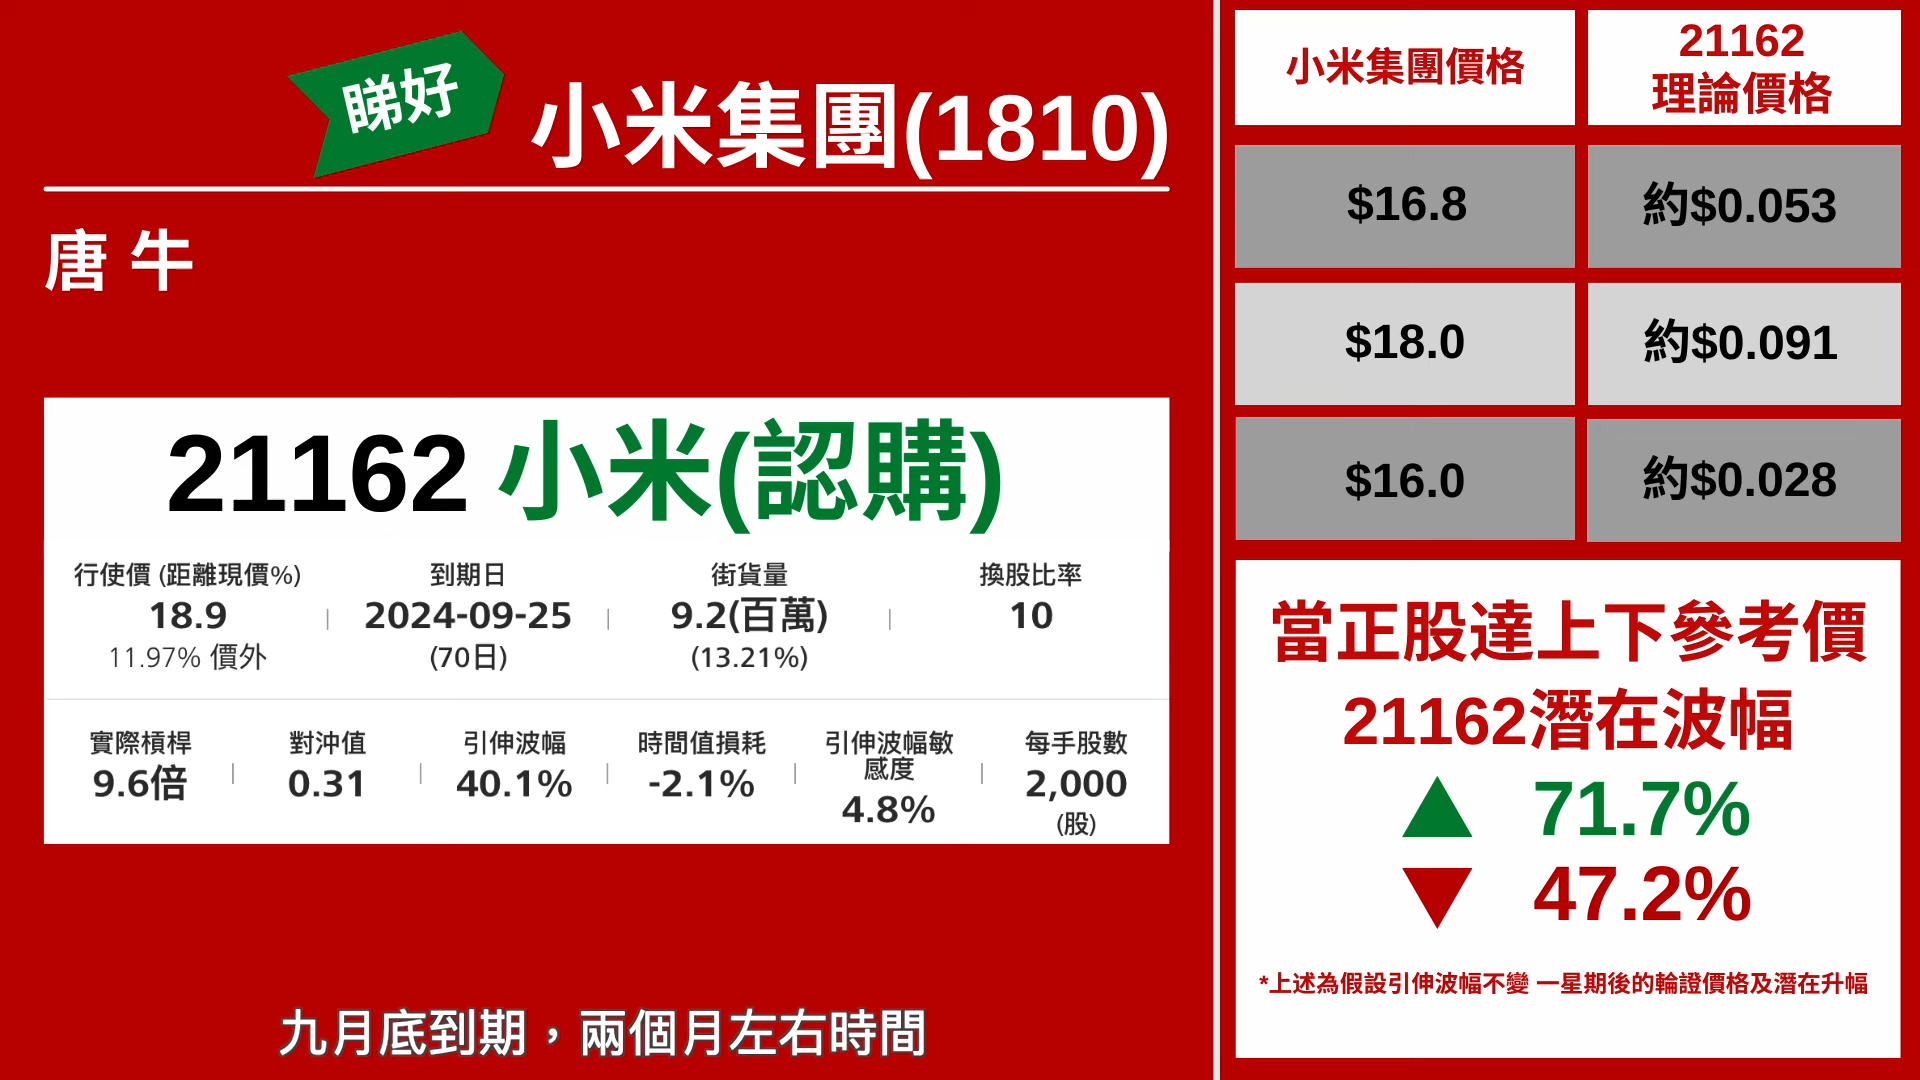 睇好
小米集團(1810)
唐 牛
21162 小米(認購)
行使價 (距離現價%)
18.9
11.97% 價外
到期日
2024-09-25
(70日)
街貨量
9.2(百萬)
(13.21%)
換股比率
10
實際槓桿
9.6倍
對沖值
0.31
引伸波幅
40.1%
時間值損耗
-2.1%
引伸波幅敏
感度
4.8%
每手股數
2,000
(股)
九月底到期，兩個月左右時間
小米集團價格
21162
理論價格
$16.8
約$0.053
$18.0
約$0.091
$16.0
約$0.028
當正股達上下參考價
21162潛在波幅
▲ 71.7%
▼ 47.2%
*上述為假設引伸波幅不變 一星期後的輪證價格及潛在升幅